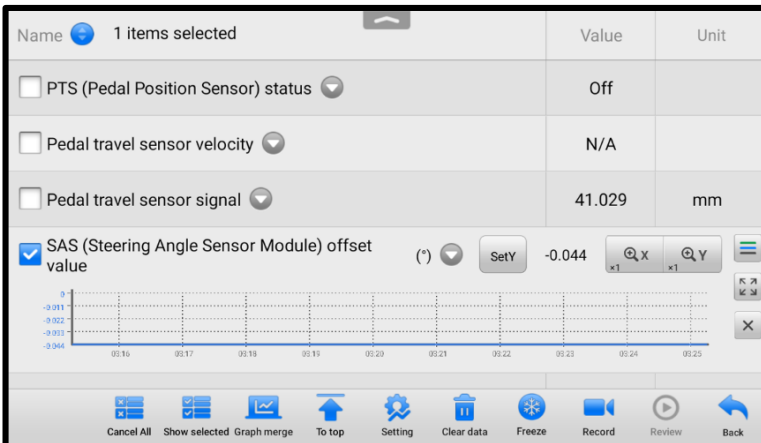 Name 1 items selected Value Unit
PTS (Pedal Position Sensor) status Off
Pedal travel sensor velocity N/A
Pedal travel sensor signal 41.029 mm
SAS (Steering Angle Sensor Module) offset
value (°) SetY -0.044 ×1 X ×1 Y
0
-0.011
-0.022
-0.033
-0.044
03:16 03:17 03:18 03:19 03:20 03:21 03:22 03:23 03:24 03:25
Cancel All Show selected Graph merge To top Setting Clear data Freeze Record Review Back